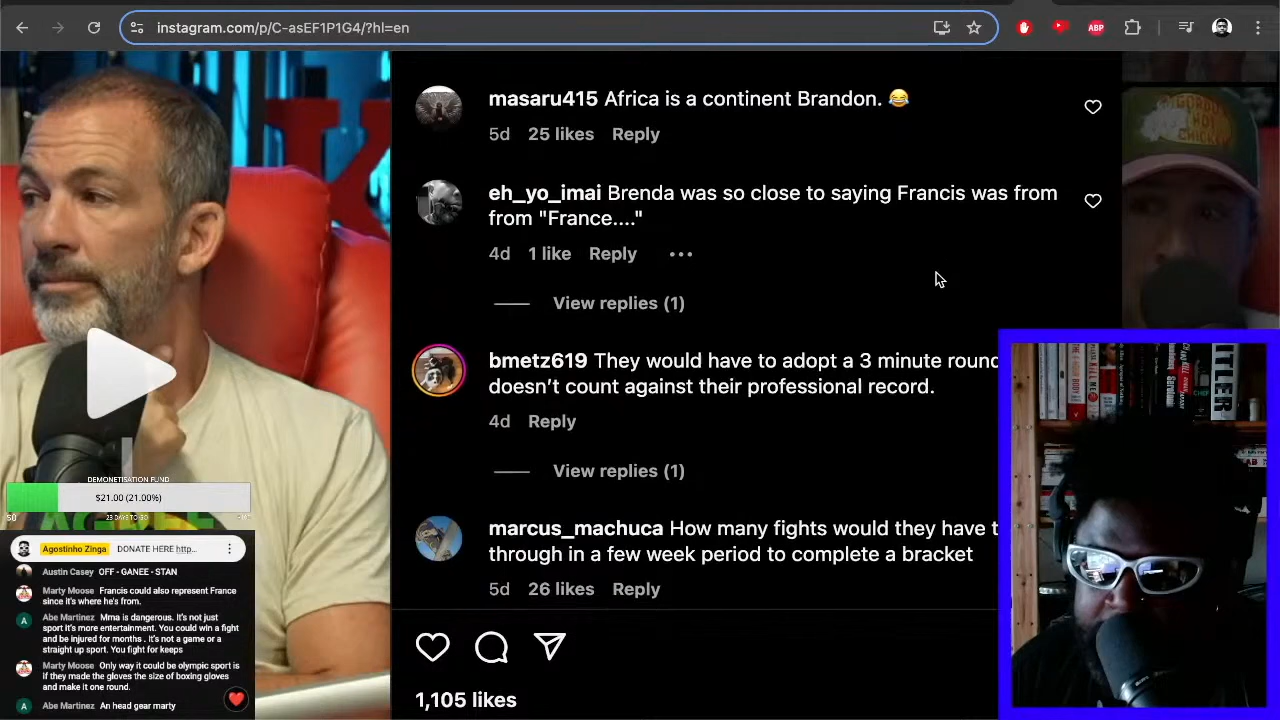 instagram.com/p/C-asEF1P1G4/?hl=en
ABP
masaru415 Africa is a continent Brandon. 😂
5d 25 likes Reply
eh_yo_imai Brenda was so close to saying Francis was from
from "France...."
4d 1 like Reply
View replies (1)
bmetz619 They would have to adopt a 3 minute round
doesn't count against their professional record.
4d Reply
View replies (1)
marcus_machuca How many fights would they have t
through in a few week period to complete a bracket
5d 26 likes Reply
1,105 likes
DEMONETISATION FUND
$21.00 (21.00%)
$0
23 DAYS TO GO
Agostinho Zinga DONATE HERE http...
Austin Casey OFF - GANEE - STAN
Marty Moose Francis could also represent France
since it's where he's from.
Abe Martinez Mma is dangerous. it's not just
sport it's more entertainment. You could win a fight
and be injured for months . It's not a game or a
straight up sport. You fight for keeps
Marty Moose Only way it could be olympic sport is
if they made the gloves the size of boxing gloves
and make it one round.
Abe Martinez An head gear marty